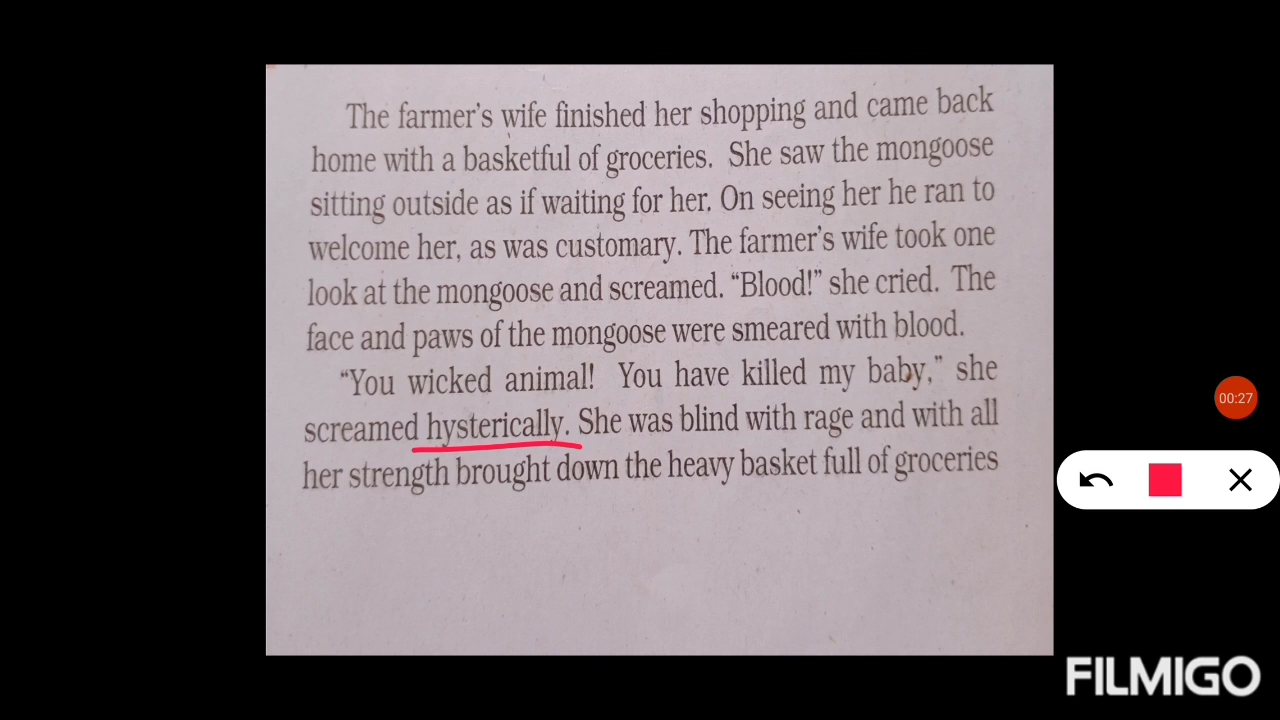 The farmer's wife finished her shopping and came back
home with a basketful of groceries. She saw the mongoose
sitting outside as if waiting for her. On seeing her he ran to
welcome her, as was customary. The farmer's wife took one
look at the mongoose and screamed. “Blood!” she cried. The
face and paws of the mongoose were smeared with blood.
“You wicked animal! You have killed my baby,” she
screamed hysterically. She was blind with rage and with all
her strength brought down the heavy basket full of groceries
00:27
FILMIGO